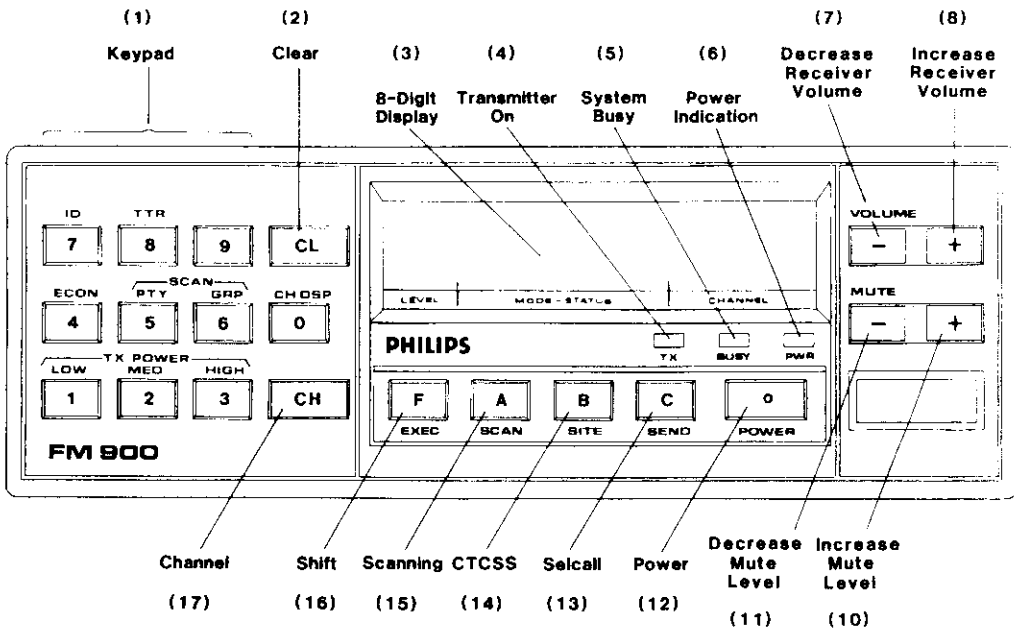 (1)
(2)
(3)
(4)
(5)
(6)
(7)
(8)
Keypad
Clear
8-Digit
Display
Transmitter
On
System
Busy
Power
Indication
Decrease
Receiver
Volume
Increase
Receiver
Volume
ID
TTR
7
8
9
CL
ECON
SCAN
PTY
GRP
CH DSP
4
5
6
0
TX POWER
LOW
MED
HIGH
1
2
3
CH
FM 900
LEVEL
MODE-STATUS
CHANNEL
PHILIPS
TX
BUSY
PWR
F
A
B
C
o
EXEC
SCAN
SITE
SEND
POWER
VOLUME
-
+
MUTE
-
+
Channel
Shift
Scanning
CTCSS
Selcall
Power
Decrease
Mute
Level
Increase
Mute
Level
(17)
(16)
(15)
(14)
(13)
(12)
(11)
(10)